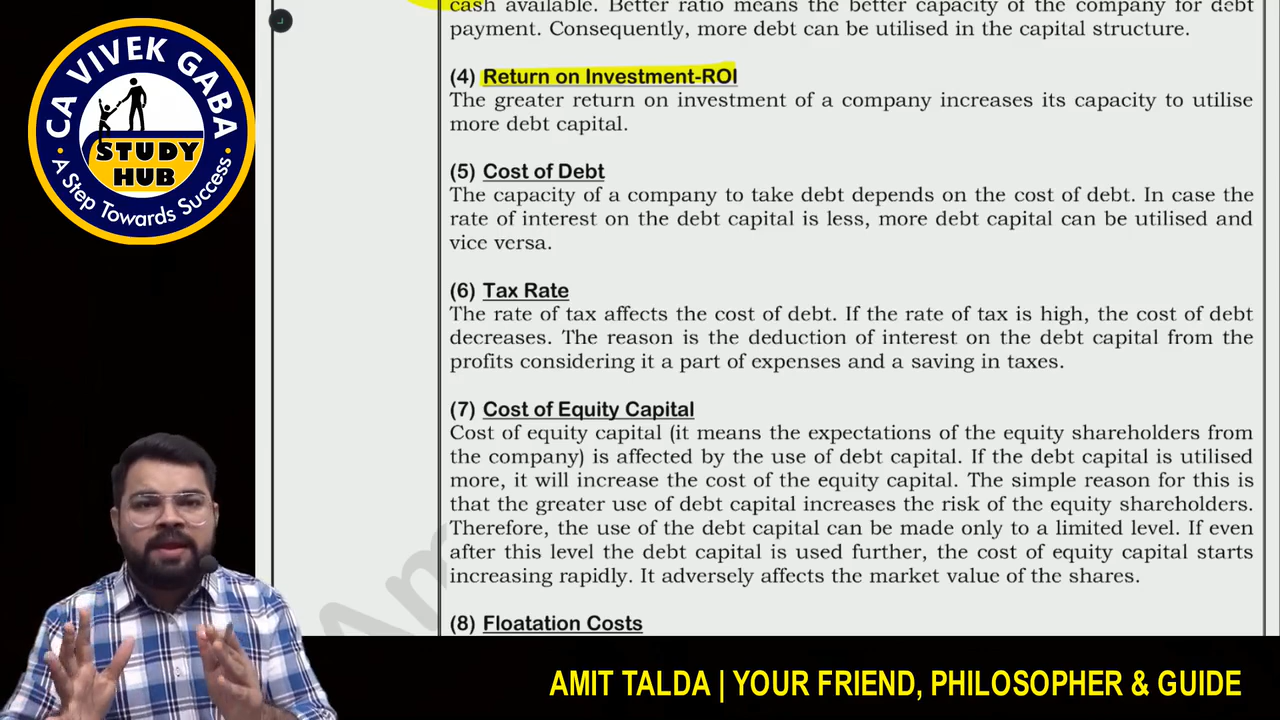 CA VIVEK GABA
STUDY
HUB
• A Step Towards Success •
cash available. Better ratio means the better capacity of the company for debt
payment. Consequently, more debt can be utilised in the capital structure.
(4) Return on Investment-ROI
The greater return on investment of a company increases its capacity to utilise
more debt capital.
(5) Cost of Debt
The capacity of a company to take debt depends on the cost of debt. In case the
rate of interest on the debt capital is less, more debt capital can be utilised and
vice versa.
(6) Tax Rate
The rate of tax affects the cost of debt. If the rate of tax is high, the cost of debt
decreases. The reason is the deduction of interest on the debt capital from the
profits considering it a part of expenses and a saving in taxes.
(7) Cost of Equity Capital
Cost of equity capital (it means the expectations of the equity shareholders from
the company) is affected by the use of debt capital. If the debt capital is utilised
more, it will increase the cost of the equity capital. The simple reason for this is
that the greater use of debt capital increases the risk of the equity shareholders.
Therefore, the use of the debt capital can be made only to a limited level. If even
after this level the debt capital is used further, the cost of equity capital starts
increasing rapidly. It adversely affects the market value of the shares.
(8) Floatation Costs
AMIT TALDA | YOUR FRIEND, PHILOSOPHER & GUIDE